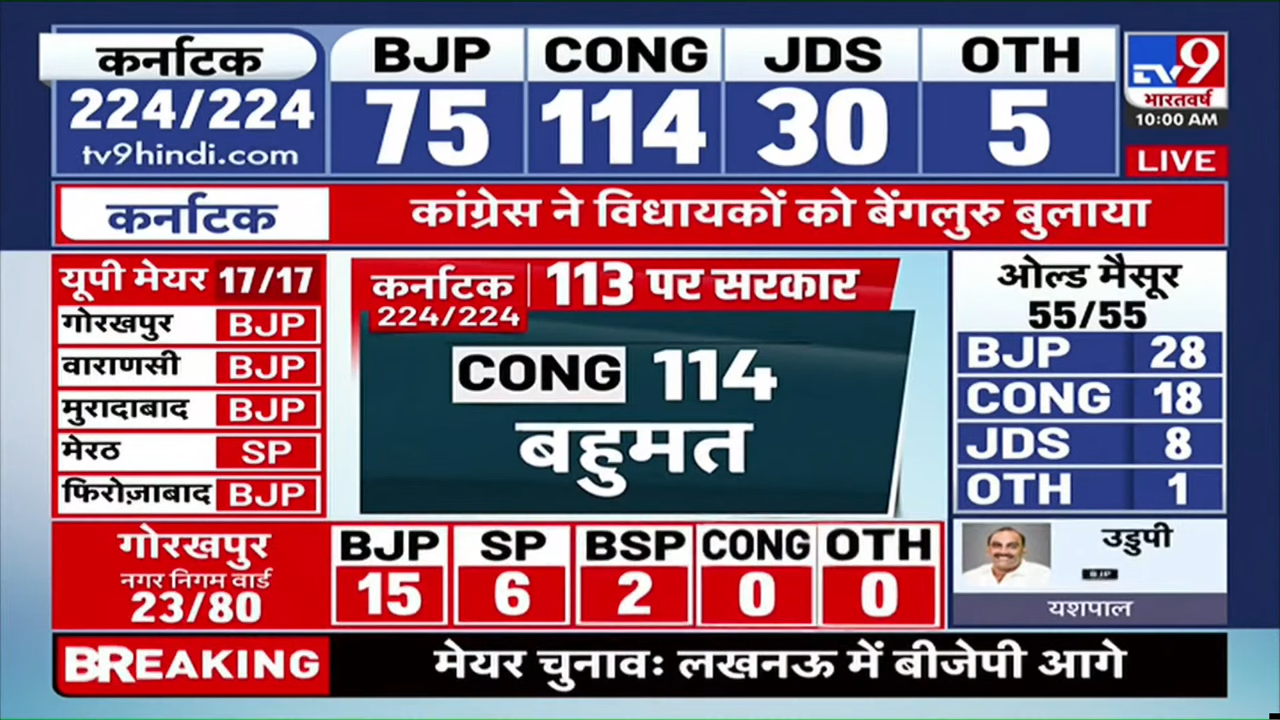 कर्नाटक
224/224
tv9hindi.com
BJP CONG JDS OTH
75 114 30 5
TV9
भारतवर्ष
10:00 AM
LIVE
कर्नाटक कांग्रेस ने विधायकों को बेंगलुरु बुलाया
यूपी मेयर 17/17
गोरखपुर BJP
वाराणसी BJP
मुरादाबाद BJP
मेरठ SP
फिरोज़ाबाद BJP
कर्नाटक 113 पर सरकार
224/224
CONG 114
बहुमत
ओल्ड मैसूर
55/55
BJP 28
CONG 18
JDS 8
OTH 1
गोरखपुर
नगर निगम वार्ड
23/80
BJP SP BSP CONG OTH
15 6 2 0 0
उडुपी
BJP
यशपाल
BREAKING मेयर चुनावः लखनऊ में बीजेपी आगे